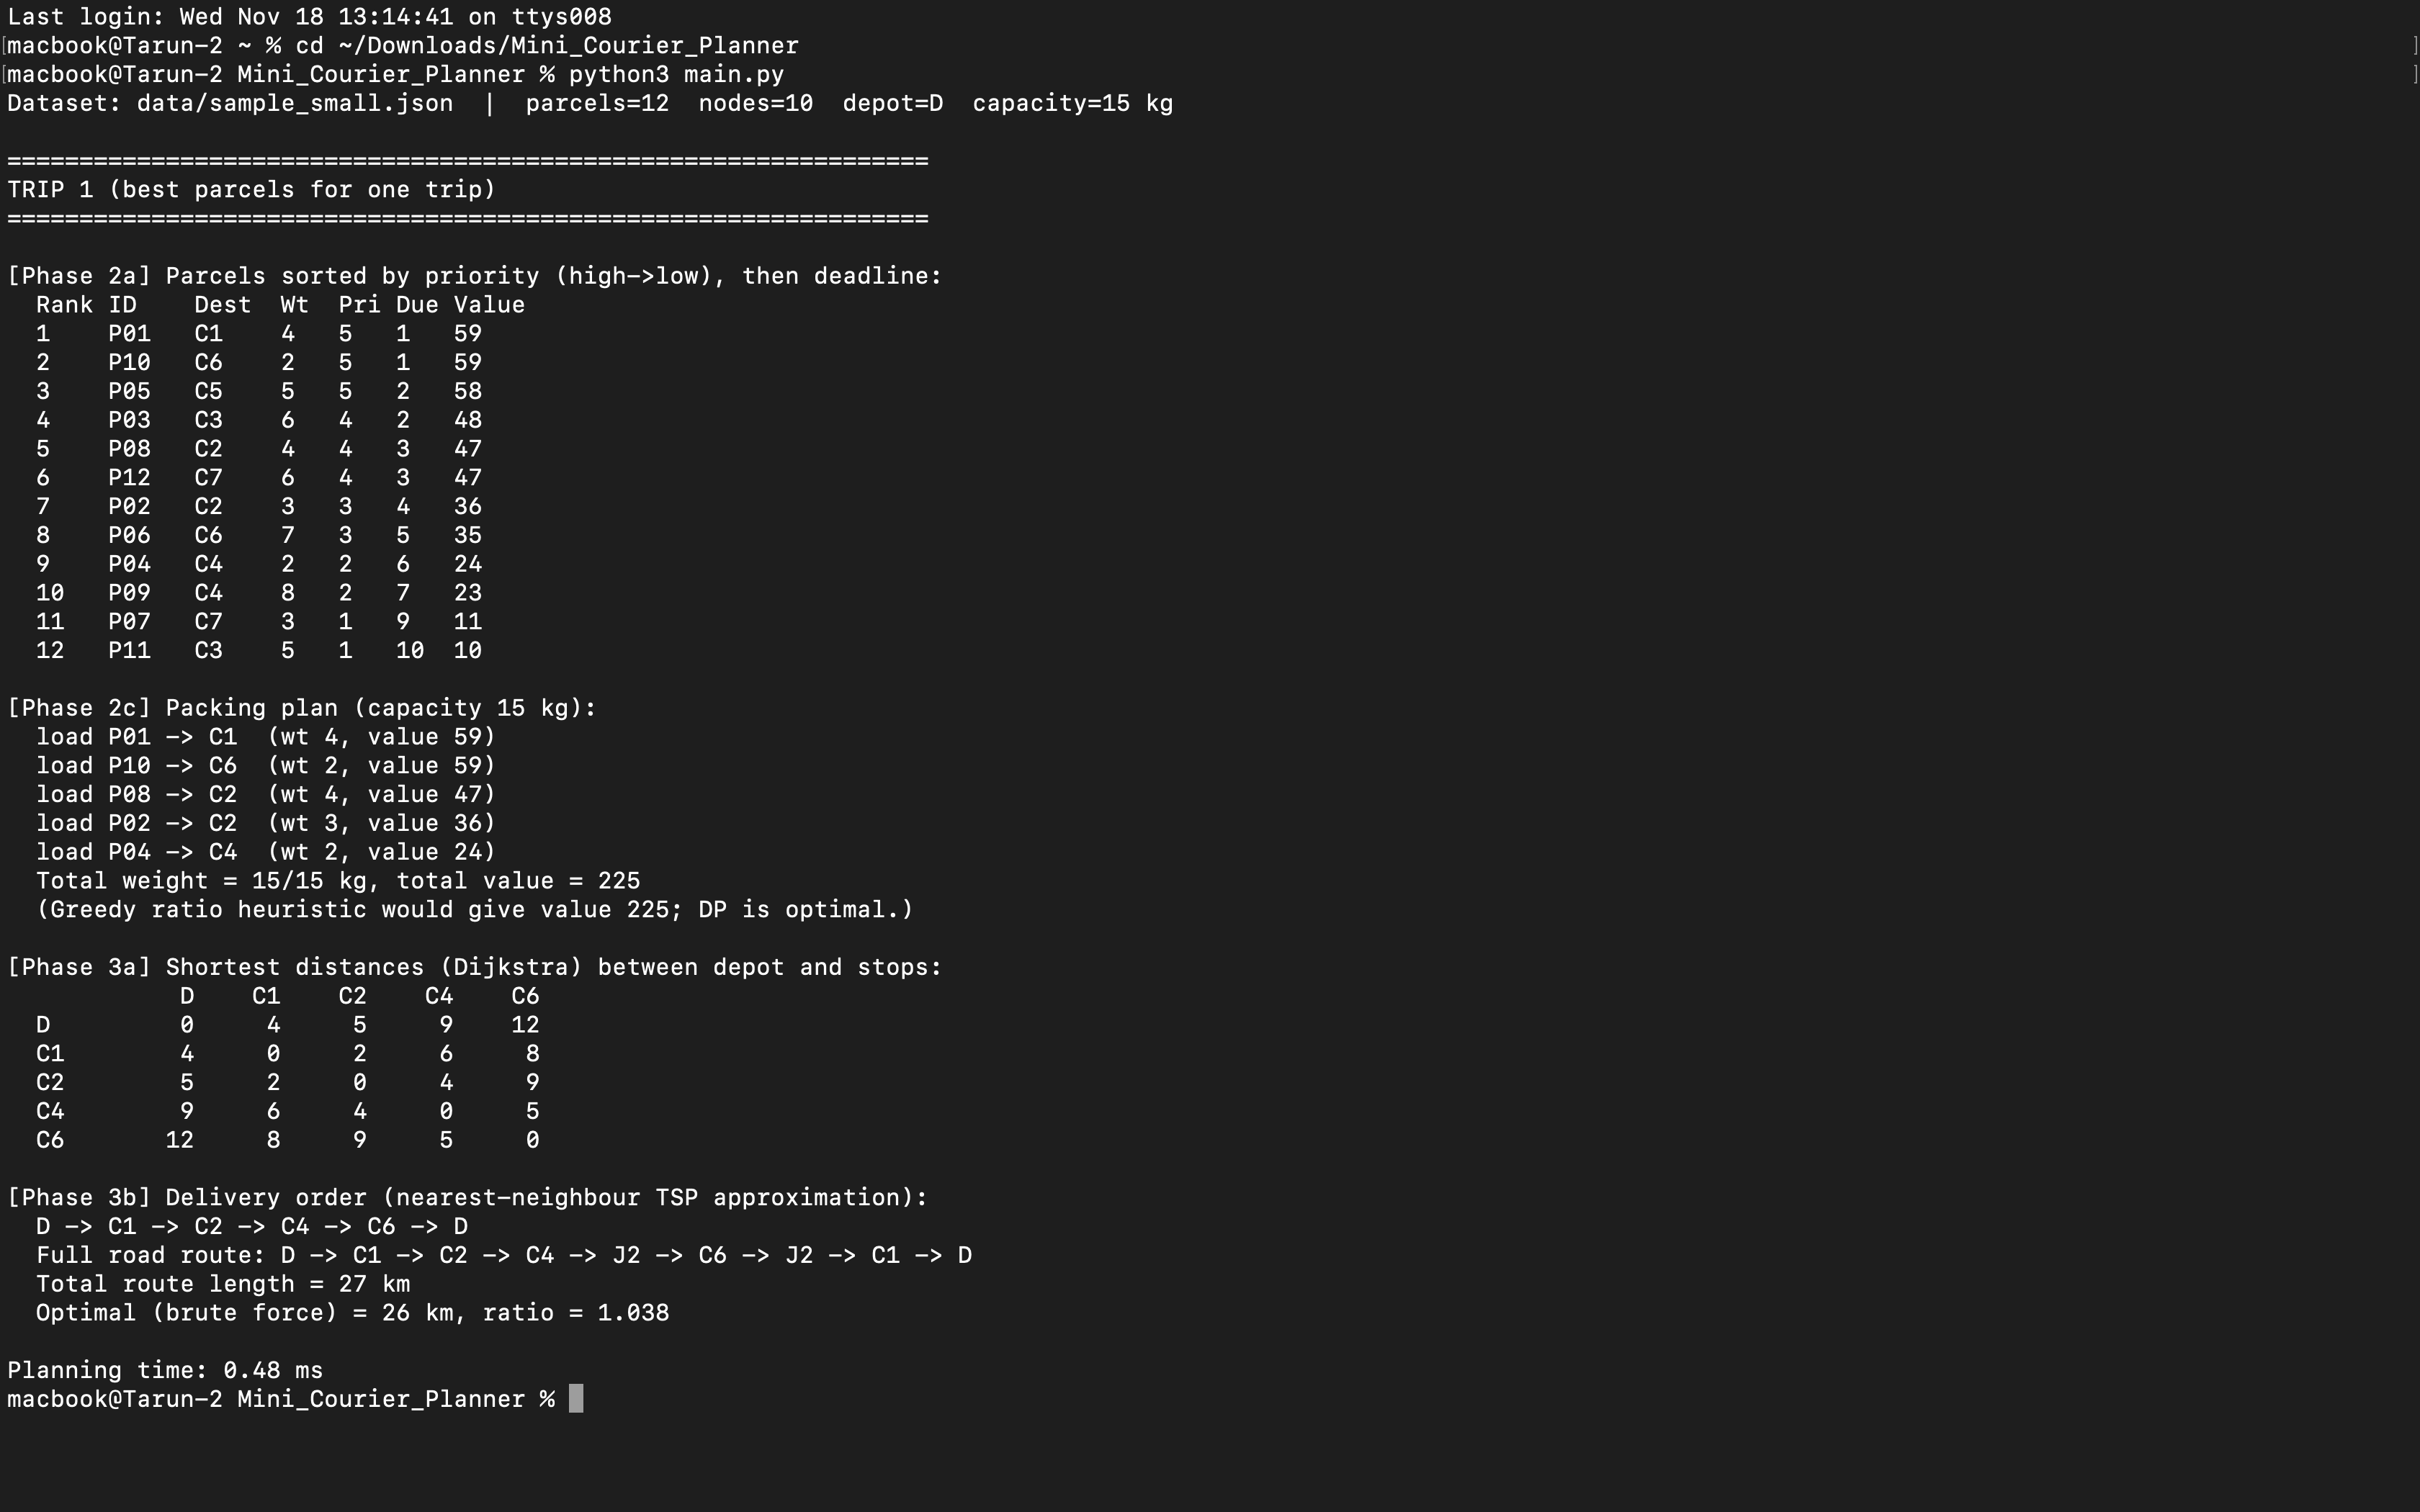 Last login: Wed Nov 18 13:14:41 on ttys008
[macbook@Tarun-2 ~ % cd ~/Downloads/Mini_Courier_Planner ]
[macbook@Tarun-2 Mini_Courier_Planner % python3 main.py ]
Dataset: data/sample_small.json  |  parcels=12  nodes=10  depot=D  capacity=15 kg
================================================================
TRIP 1 (best parcels for one trip)
================================================================
[Phase 2a] Parcels sorted by priority (high->low), then deadline:
  Rank ID    Dest  Wt  Pri Due Value
  1    P01   C1    4   5   1   59
  2    P10   C6    2   5   1   59
  3    P05   C5    5   5   2   58
  4    P03   C3    6   4   2   48
  5    P08   C2    4   4   3   47
  6    P12   C7    6   4   3   47
  7    P02   C2    3   3   4   36
  8    P06   C6    7   3   5   35
  9    P04   C4    2   2   6   24
  10   P09   C4    8   2   7   23
  11   P07   C7    3   1   9   11
  12   P11   C3    5   1   10  10
[Phase 2c] Packing plan (capacity 15 kg):
  load P01 -> C1  (wt 4, value 59)
  load P10 -> C6  (wt 2, value 59)
  load P08 -> C2  (wt 4, value 47)
  load P02 -> C2  (wt 3, value 36)
  load P04 -> C4  (wt 2, value 24)
  Total weight = 15/15 kg, total value = 225
  (Greedy ratio heuristic would give value 225; DP is optimal.)
[Phase 3a] Shortest distances (Dijkstra) between depot and stops:
            D    C1    C2    C4    C6
  D         0     4     5     9    12
  C1        4     0     2     6     8
  C2        5     2     0     4     9
  C4        9     6     4     0     5
  C6       12     8     9     5     0
[Phase 3b] Delivery order (nearest-neighbour TSP approximation):
  D -> C1 -> C2 -> C4 -> C6 -> D
  Full road route: D -> C1 -> C2 -> C4 -> J2 -> C6 -> J2 -> C1 -> D
  Total route length = 27 km
  Optimal (brute force) = 26 km, ratio = 1.038
Planning time: 0.48 ms
macbook@Tarun-2 Mini_Courier_Planner %